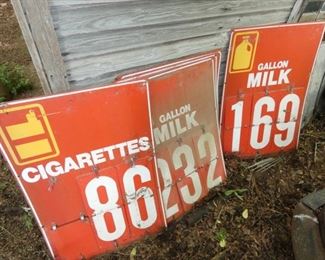 CIGARETTES
86
GALLON
MILK
232
GALLON
MILK
169